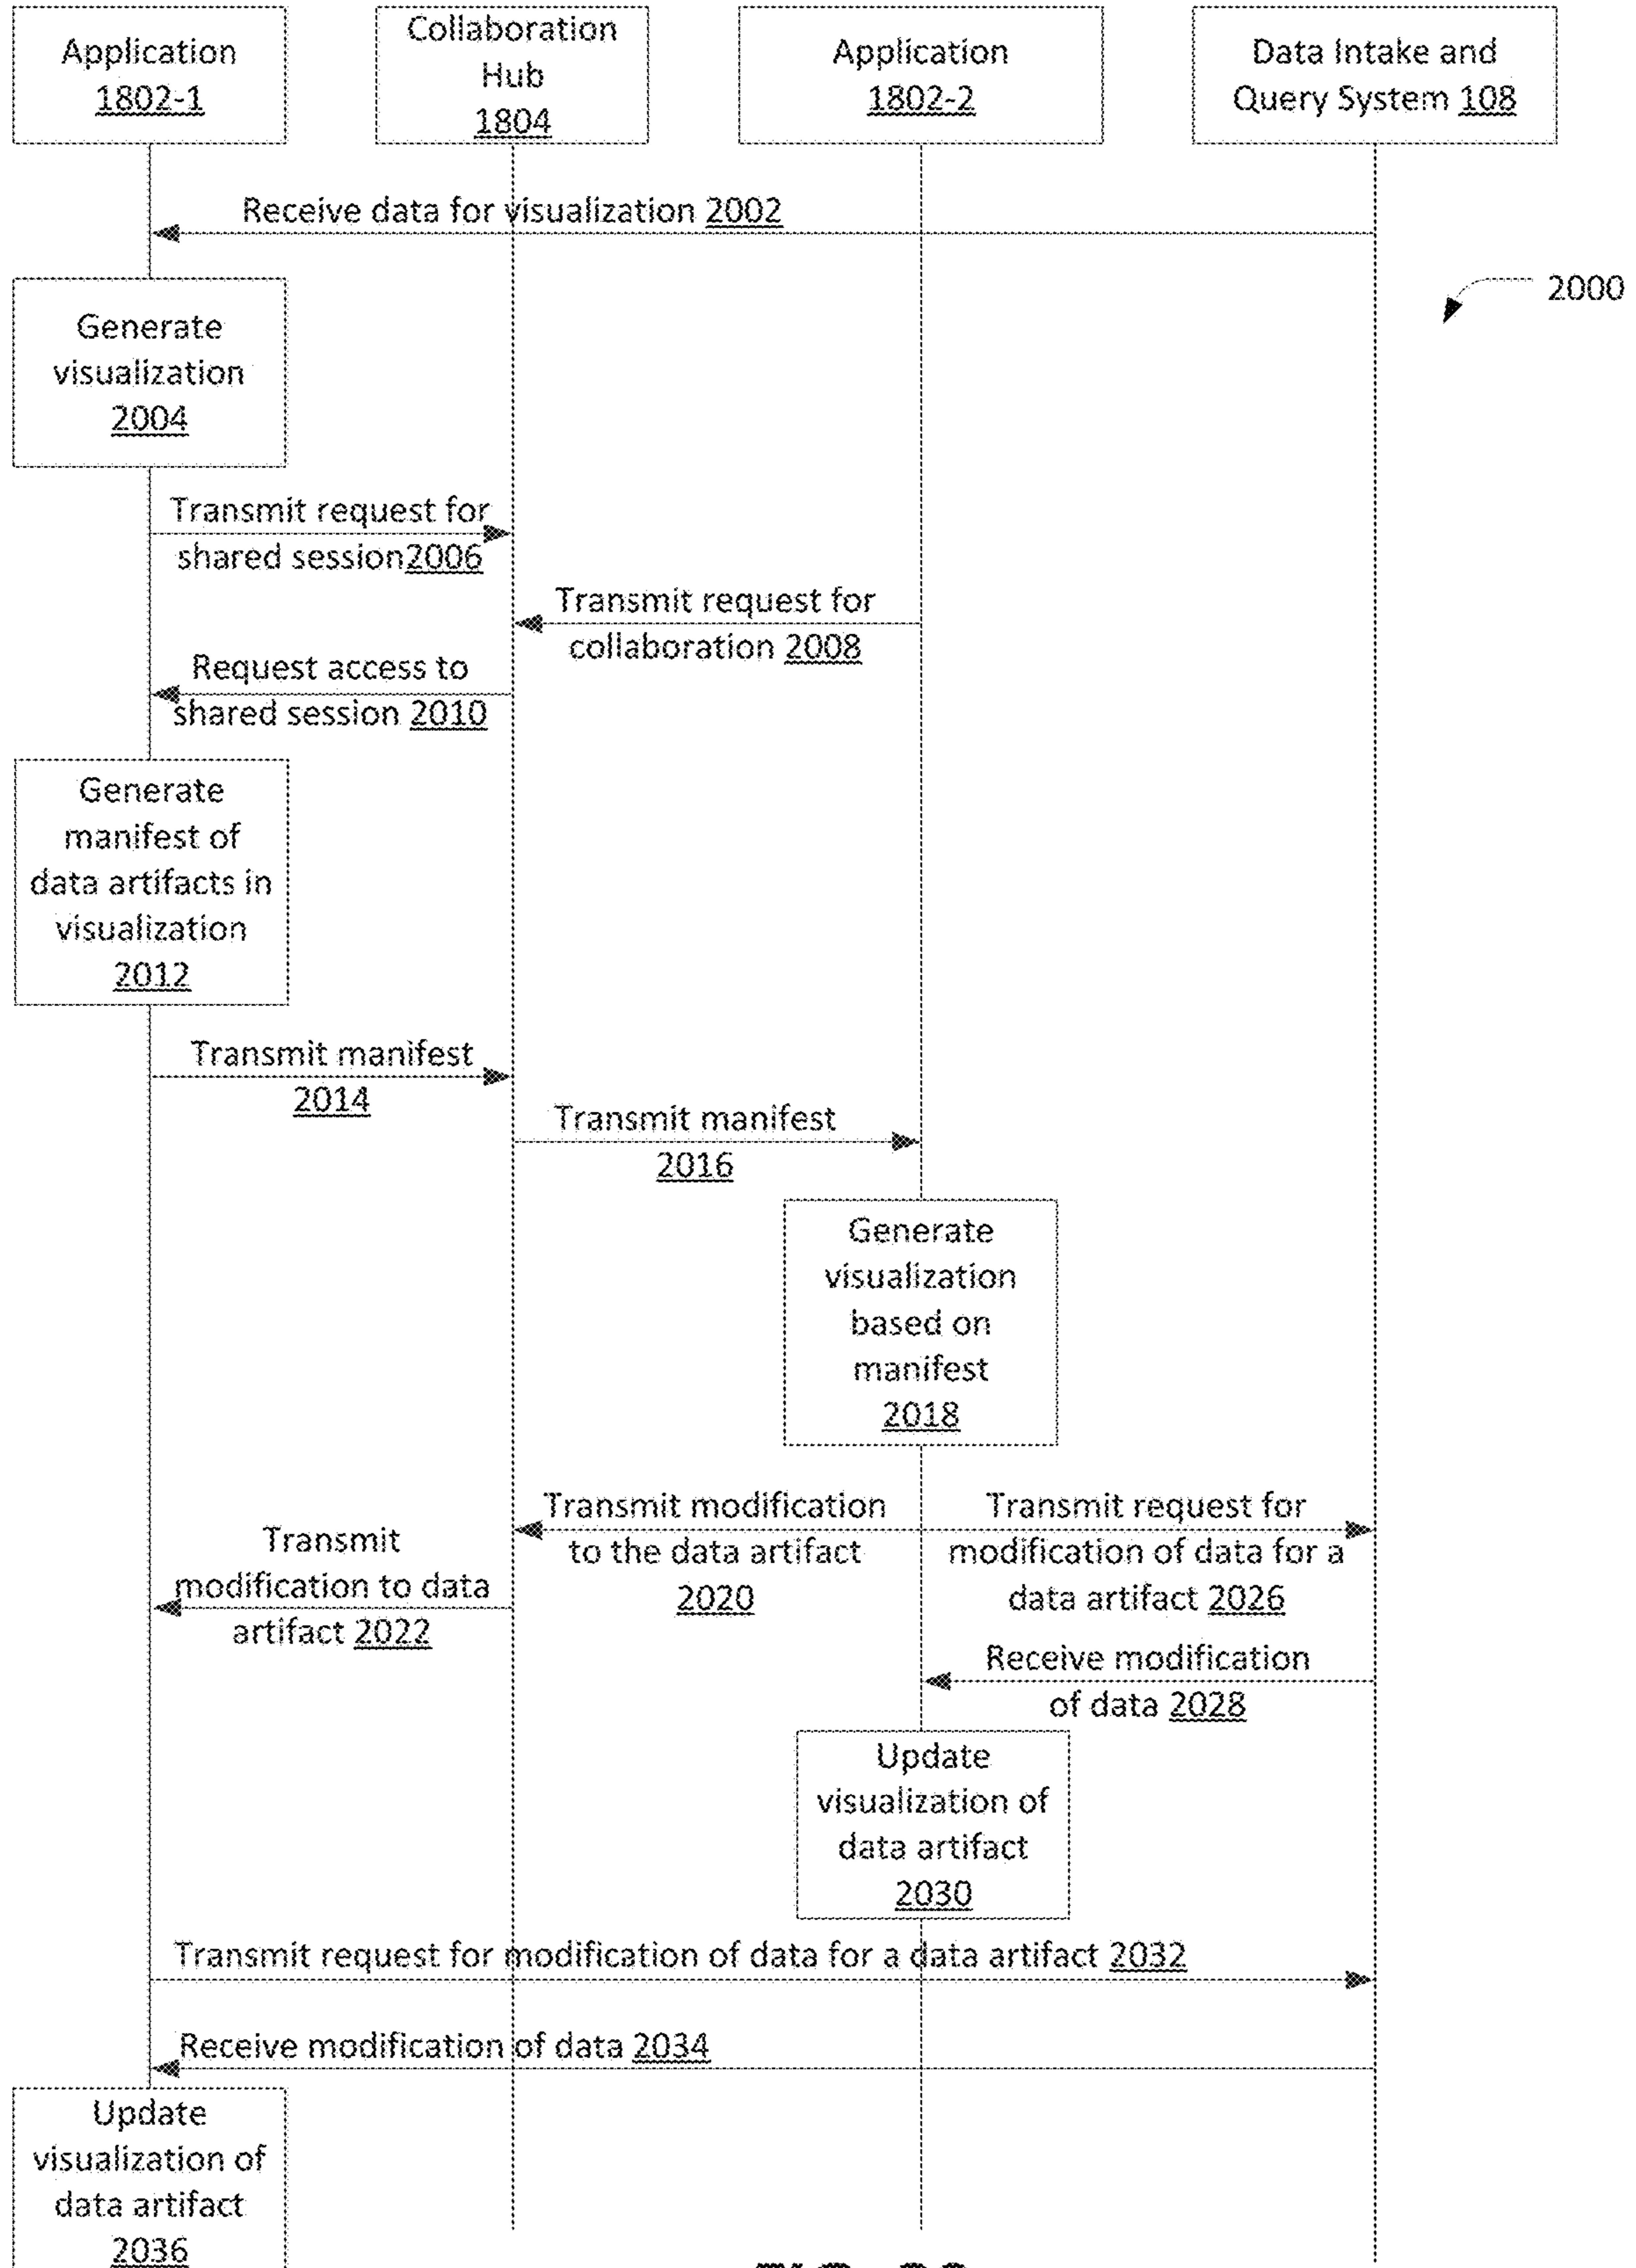 Application
1802-1
Collaboration
Hub
1804
Application
1802-2
Data Intake and
Query System 108
Receive data for visualization 2002
2000
Generate
visualization
2004
Transmit request for
shared session2006
Transmit request for
collaboration 2008
Request access to
shared session 2010
Generate
manifest of
data artifacts in
visualization
2012
Transmit manifest
2014
Transmit manifest
2016
Generate
visualization
based on
manifest
2018
Transmit modification
to the data artifact
2020
Transmit request for
modification of data for a
data artifact 2026
Transmit
modification to data
artifact 2022
Receive modification
of data 2028
Update
visualization of
data artifact
2030
Transmit request for modification of data for a data artifact 2032
Receive modification of data 2034
Update
visualization of
data artifact
2036